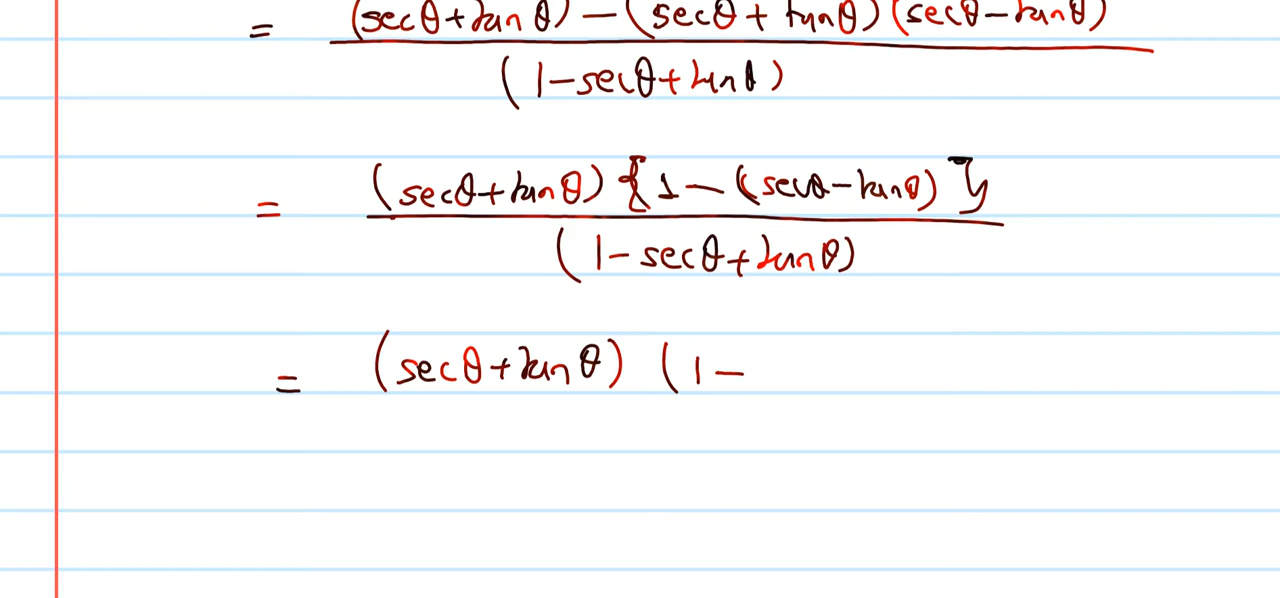 = (secθ+tanθ) − (secθ + tanθ) (secθ−tanθ)
(1−secθ+tanθ)
= (secθ+tanθ) {1 − (secθ−tanθ)}
(1−secθ+tanθ)
= (secθ+tanθ) (1−